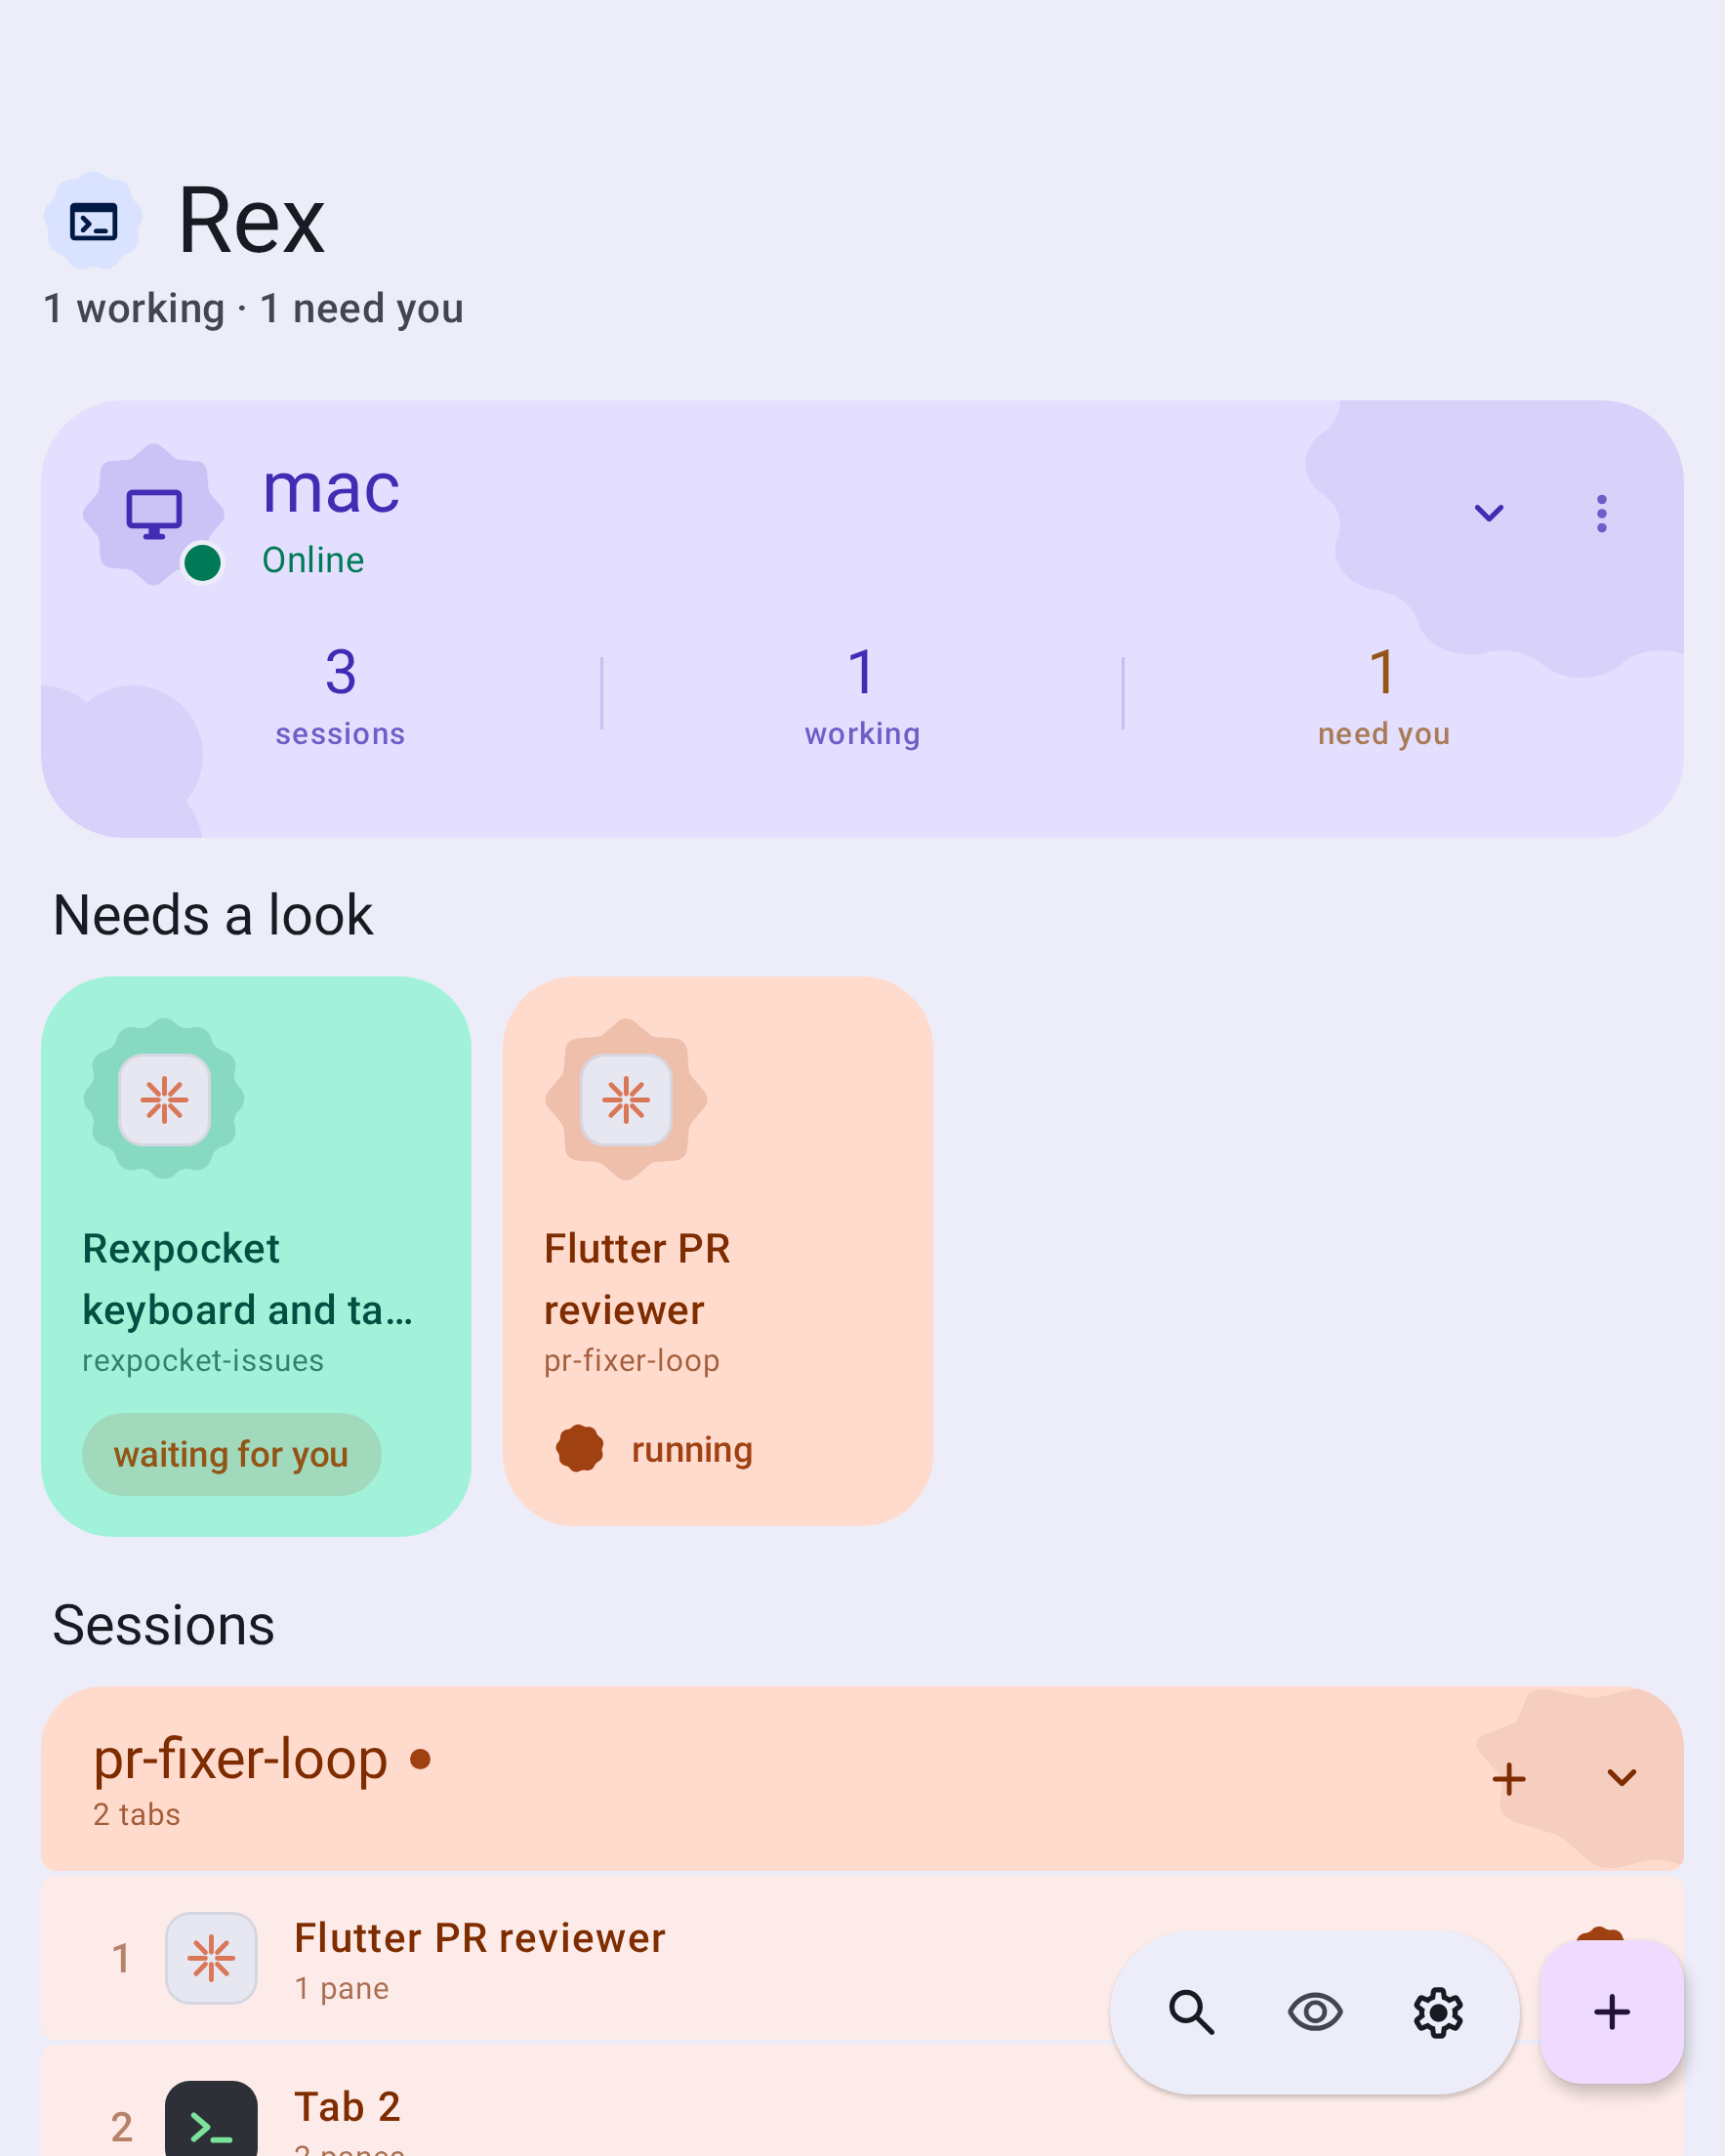 Rex
1 working · 1 need you
mac
Online
3
sessions
1
working
1
need you
Needs a look
Rexpocket
keyboard and ta…
rexpocket-issues
waiting for you
Flutter PR
reviewer
pr-fixer-loop
running
Sessions
pr-fixer-loop
2 tabs
1
Flutter PR reviewer
1 pane
2
Tab 2
2 panes